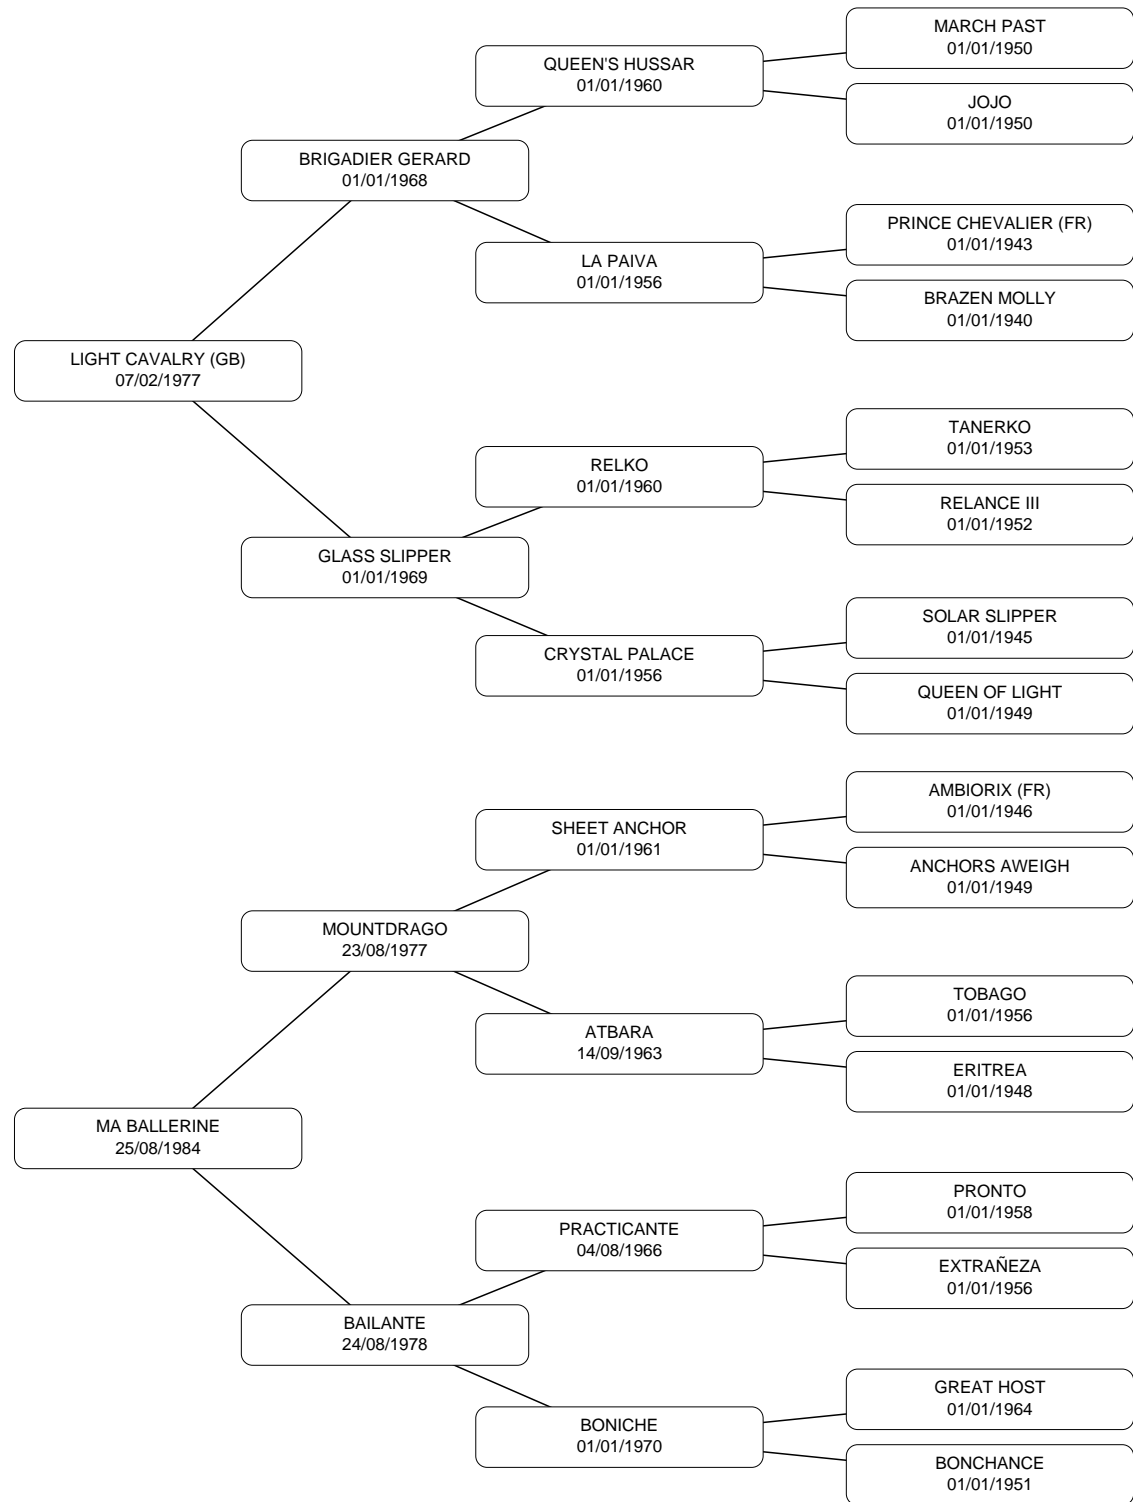 MARCH PAST
01/01/1950
QUEEN'S HUSSAR
01/01/1960
JOJO
01/01/1950
BRIGADIER GERARD
01/01/1968
PRINCE CHEVALIER (FR)
01/01/1943
LA PAIVA
01/01/1956
BRAZEN MOLLY
01/01/1940
LIGHT CAVALRY (GB)
07/02/1977
TANERKO
01/01/1953
RELKO
01/01/1960
RELANCE III
01/01/1952
GLASS SLIPPER
01/01/1969
SOLAR SLIPPER
01/01/1945
CRYSTAL PALACE
01/01/1956
QUEEN OF LIGHT
01/01/1949
AMBIORIX (FR)
01/01/1946
SHEET ANCHOR
01/01/1961
ANCHORS AWEIGH
01/01/1949
MOUNTDRAGO
23/08/1977
TOBAGO
01/01/1956
ATBARA
14/09/1963
ERITREA
01/01/1948
MA BALLERINE
25/08/1984
PRONTO
01/01/1958
PRACTICANTE
04/08/1966
EXTRAÑEZA
01/01/1956
BAILANTE
24/08/1978
GREAT HOST
01/01/1964
BONICHE
01/01/1970
BONCHANCE
01/01/1951